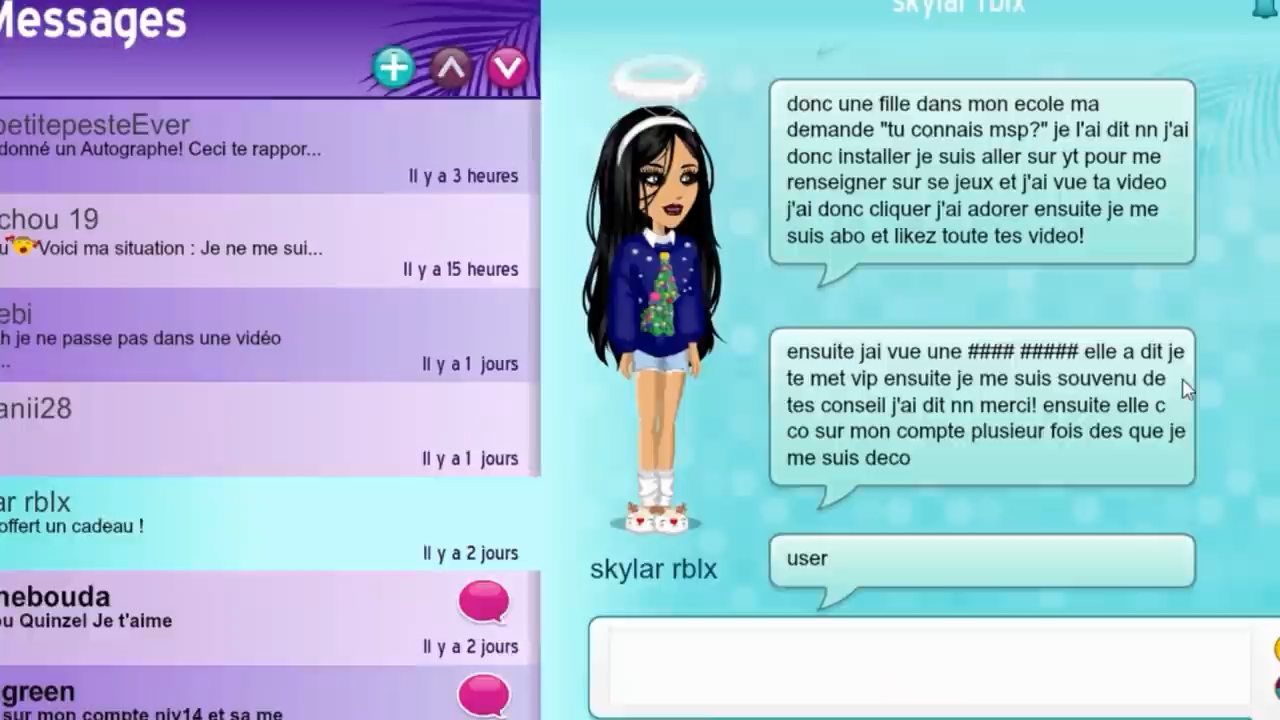 Messages
petitepesteEver
donné un Autographe! Ceci te rappor...
Il y a 3 heures
chou 19
Voici ma situation : Je ne me sui...
Il y a 15 heures
ebi
h je ne passe pas dans une vidéo
...
Il y a 1 jours
anii28
Il y a 1 jours
ar rblx
offert un cadeau !
Il y a 2 jours
nebouda
ou Quinzel Je t'aime
Il y a 2 jours
green
sur mon compte niv14 et sa me
skylar rblx
donc une fille dans mon ecole ma
demande "tu connais msp?" je l'ai dit nn j'ai
donc installer je suis aller sur yt pour me
renseigner sur se jeux et j'ai vue ta video
j'ai donc cliquer j'ai adorer ensuite je me
suis abo et likez toute tes video!
ensuite jai vue une #### ##### elle a dit je
te met vip ensuite je me suis souvenu de
tes conseil j'ai dit nn merci! ensuite elle c
co sur mon compte plusieur fois des que je
me suis deco
user
skylar rblx